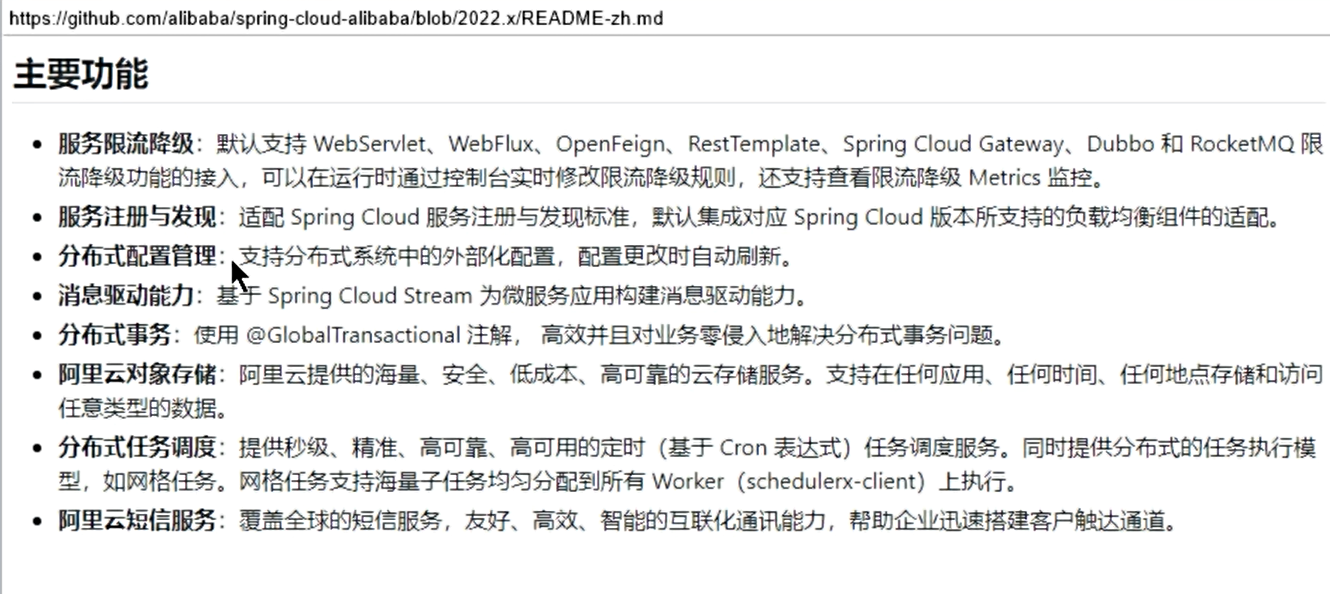 https://github.com/alibaba/spring-cloud-alibaba/blob/2022.x/README-zh.md
主要功能
• 服务限流降级：默认支持 WebServlet、WebFlux、OpenFeign、RestTemplate、Spring Cloud Gateway、Dubbo 和 RocketMQ 限
流降级功能的接入，可以在运行时通过控制台实时修改限流降级规则，还支持查看限流降级 Metrics 监控。
• 服务注册与发现：适配 Spring Cloud 服务注册与发现标准，默认集成对应 Spring Cloud 版本所支持的负载均衡组件的适配。
• 分布式配置管理：支持分布式系统中的外部化配置，配置更改时自动刷新。
• 消息驱动能力：基于 Spring Cloud Stream 为微服务应用构建消息驱动能力。
• 分布式事务：使用 @GlobalTransactional 注解， 高效并且对业务零侵入地解决分布式事务问题。
• 阿里云对象存储：阿里云提供的海量、安全、低成本、高可靠的云存储服务。支持在任何应用、任何时间、任何地点存储和访问
任意类型的数据。
• 分布式任务调度：提供秒级、精准、高可靠、高可用的定时（基于 Cron 表达式）任务调度服务。同时提供分布式的任务执行模
型，如网格任务。网格任务支持海量子任务均匀分配到所有 Worker（schedulerx-client）上执行。
• 阿里云短信服务：覆盖全球的短信服务，友好、高效、智能的互联化通讯能力，帮助企业迅速搭建客户触达通道。